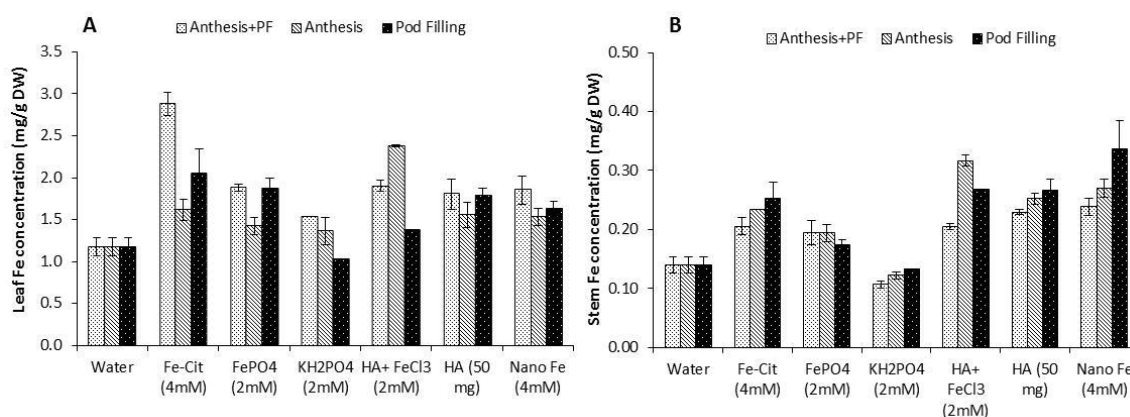 A
Anthesis+PF Anthesis Pod Filling
Leaf Fe concentration (mg/g DW)
3.5
3.0
2.5
2.0
1.5
1.0
0.5
0.0
Water Fe-Cit FePO4 KH2PO4 HA+ FeCl3 HA (50 Nano Fe
(4mM) (2mM) (2mM) (2mM) mg) (4mM)
B
Anthesis+PF Anthesis Pod Filling
Stem Fe concentration (mg/g DW)
0.50
0.40
0.30
0.20
0.10
0.00
Water Fe-Cit FePO4 KH2PO4 HA+ HA (50 Nano Fe
(4mM) (2mM) (2mM) FeCl3 mg) (4mM)
(2mM)